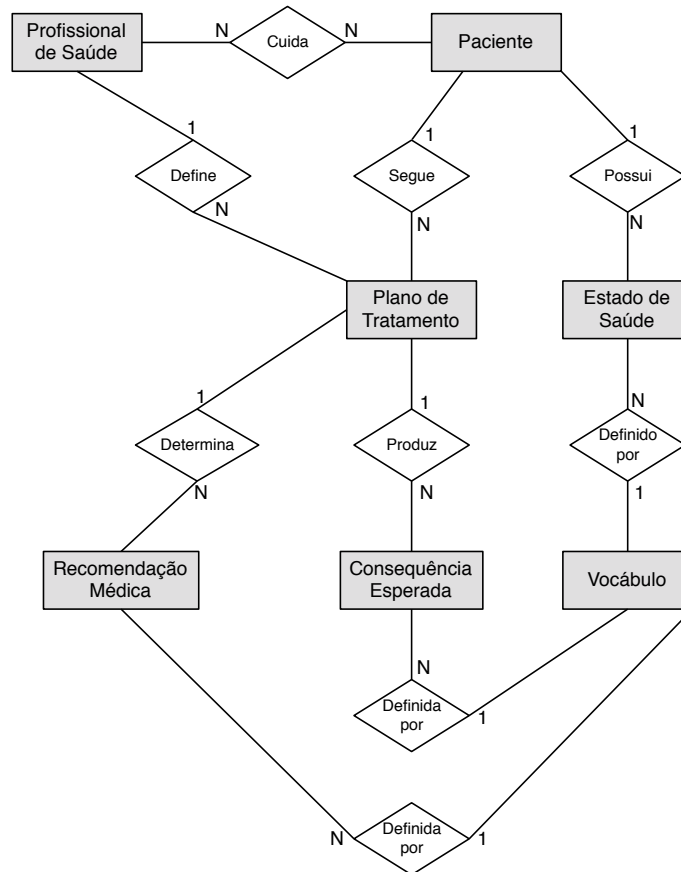 Profissional
de Saúde
N
Cuida
N
Paciente
1
Define
N
1
Segue
N
1
Possui
N
Plano de
Tratamento
Estado de
Saúde
1
Determina
N
1
Produz
N
N
Definido
por
1
Recomendação
Médica
Consequência
Esperada
Vocábulo
N
Definida
por
1
N
Definida
por
1